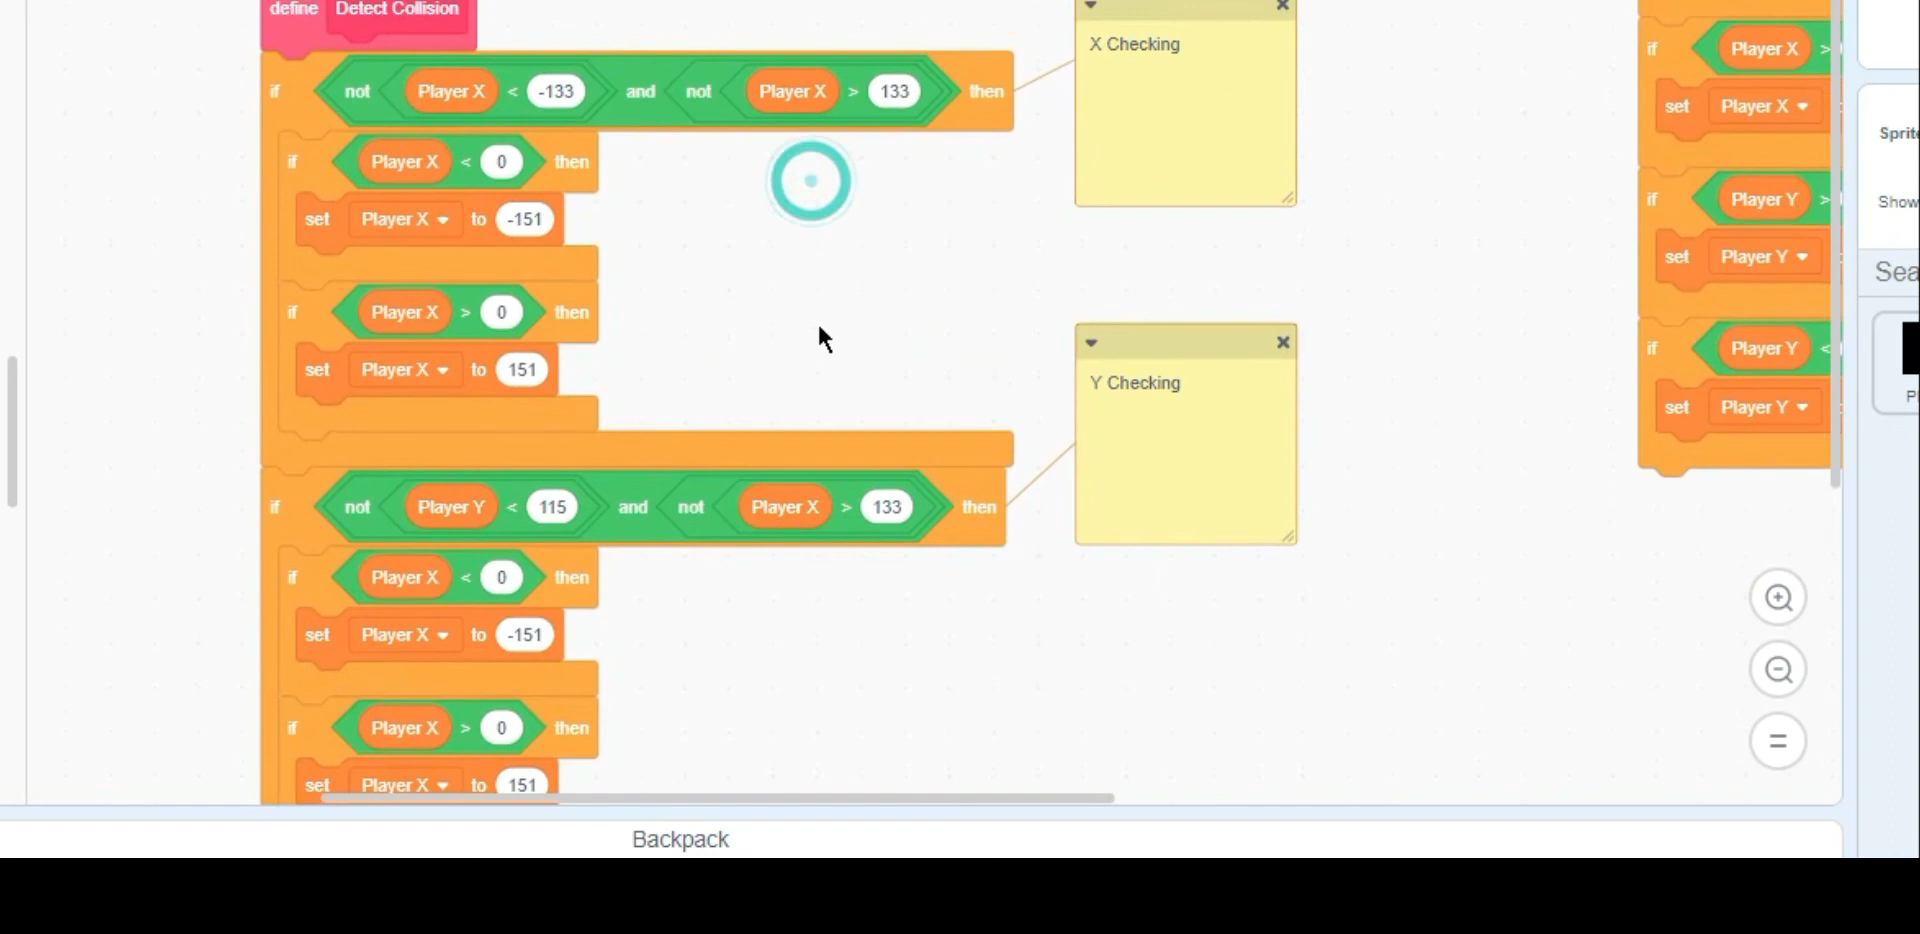 define Detect Collision
if not Player X < -133 and not Player X > 133 then
if Player X < 0 then
set Player X to -151
if Player X > 0 then
set Player X to 151
if not Player Y < 115 and not Player X > 133 then
if Player X < 0 then
set Player X to -151
if Player X > 0 then
set Player X to 151
X Checking
Y Checking
if Player X >
set Player X
if Player Y >
set Player Y
if Player Y <
set Player Y
Sprite
Show
Backpack